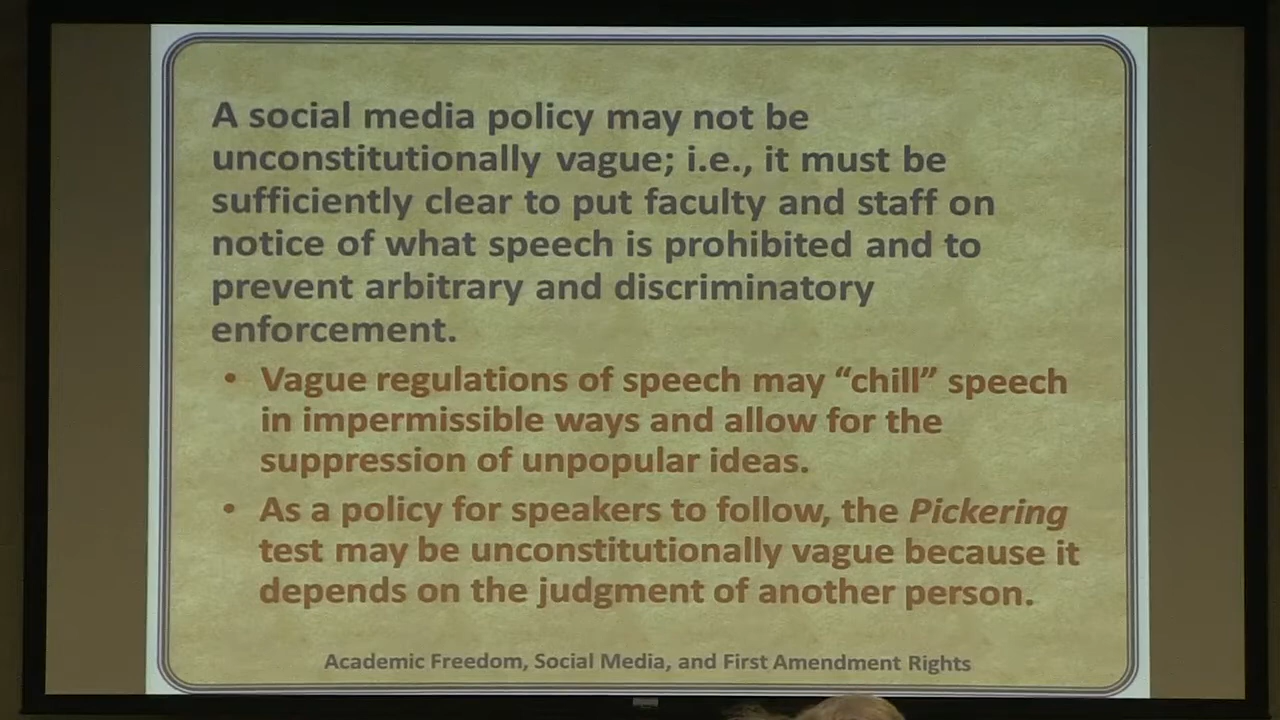 A social media policy may not be
unconstitutionally vague; i.e., it must be
sufficiently clear to put faculty and staff on
notice of what speech is prohibited and to
prevent arbitrary and discriminatory
enforcement.
• Vague regulations of speech may “chill” speech
in impermissible ways and allow for the
suppression of unpopular ideas.
• As a policy for speakers to follow, the Pickering
test may be unconstitutionally vague because it
depends on the judgment of another person.
Academic Freedom, Social Media, and First Amendment Rights